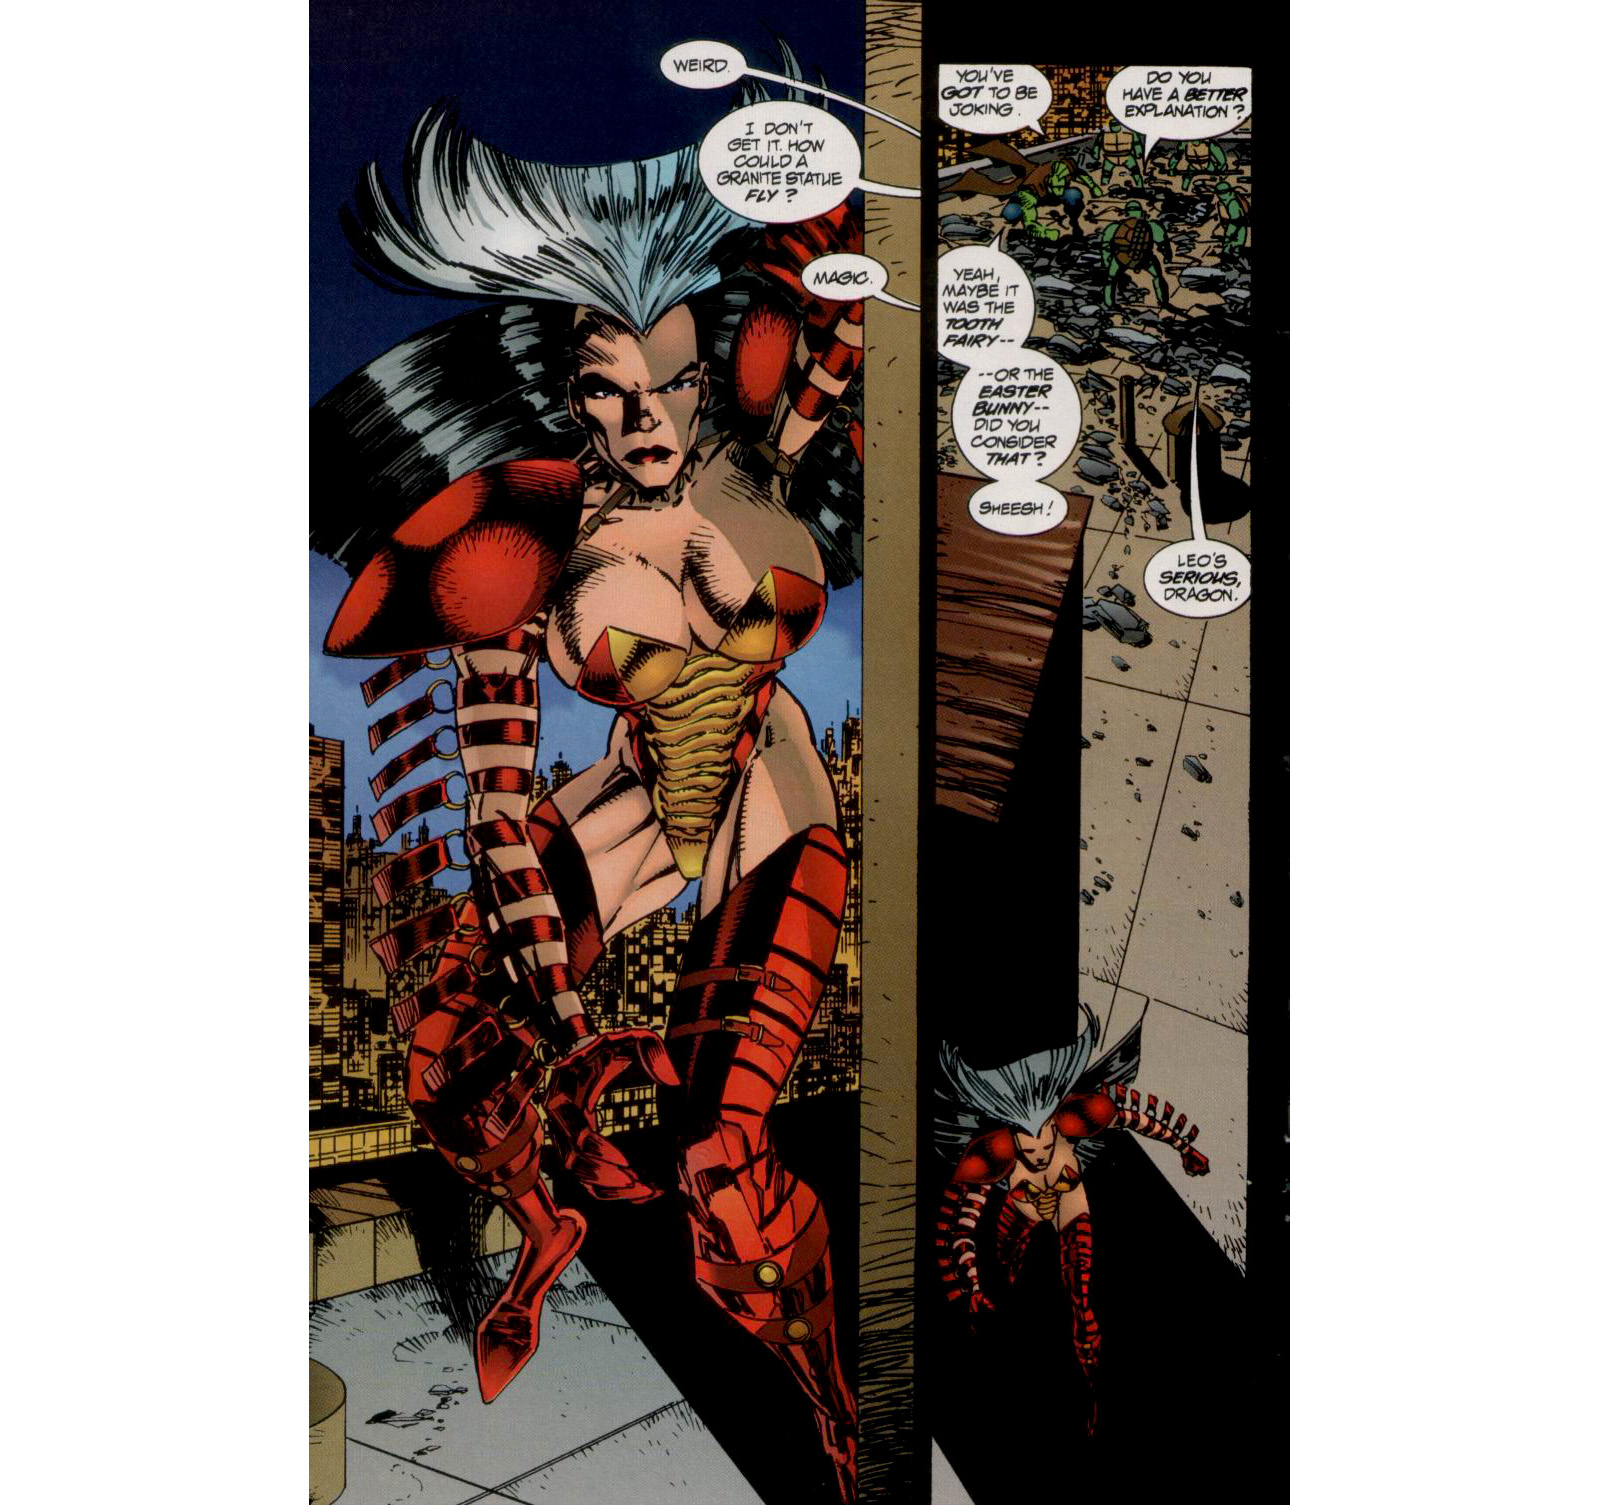 WEIRD.
I DON'T
GET IT. HOW
COULD A
GRANITE STATUE
FLY?
MAGIC.
YOU'VE
GOT TO BE
JOKING.
DO YOU
HAVE A BETTER
EXPLANATION?
YEAH,
MAYBE IT
WAS THE
TOOTH
FAIRY--
--OR THE
EASTER
BUNNY--
DID YOU
CONSIDER
THAT?
SHEESH!
LEO'S
SERIOUS,
DRAGON.